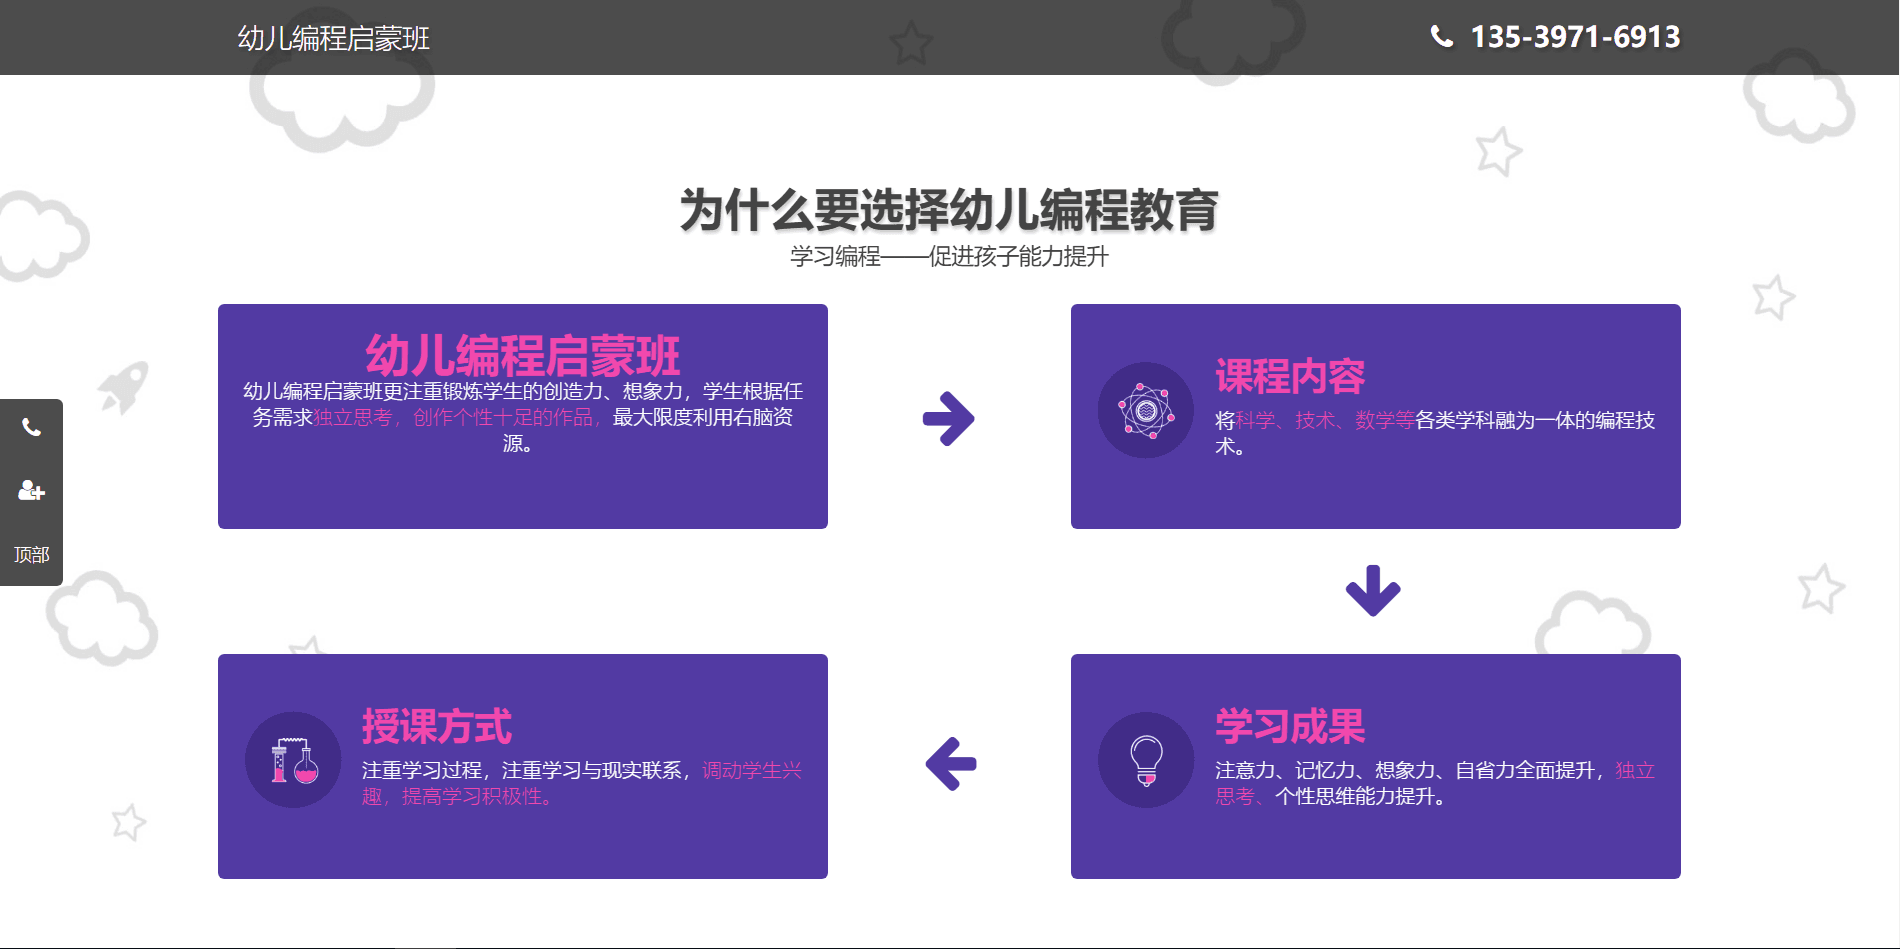 幼儿编程启蒙班
135-3971-6913
为什么要选择幼儿编程教育
学习编程——促进孩子能力提升
幼儿编程启蒙班
幼儿编程启蒙班更注重锻炼学生的创造力、想象力，学生根据任
务需求独立思考，创作个性十足的作品，最大限度利用右脑资
源。
课程内容
将科学、技术、数学等各类学科融为一体的编程技
术。
顶部
授课方式
注重学习过程，注重学习与现实联系，调动学生兴
趣，提高学习积极性。
学习成果
注意力、记忆力、想象力、自省力全面提升，独立
思考、个性思维能力提升。